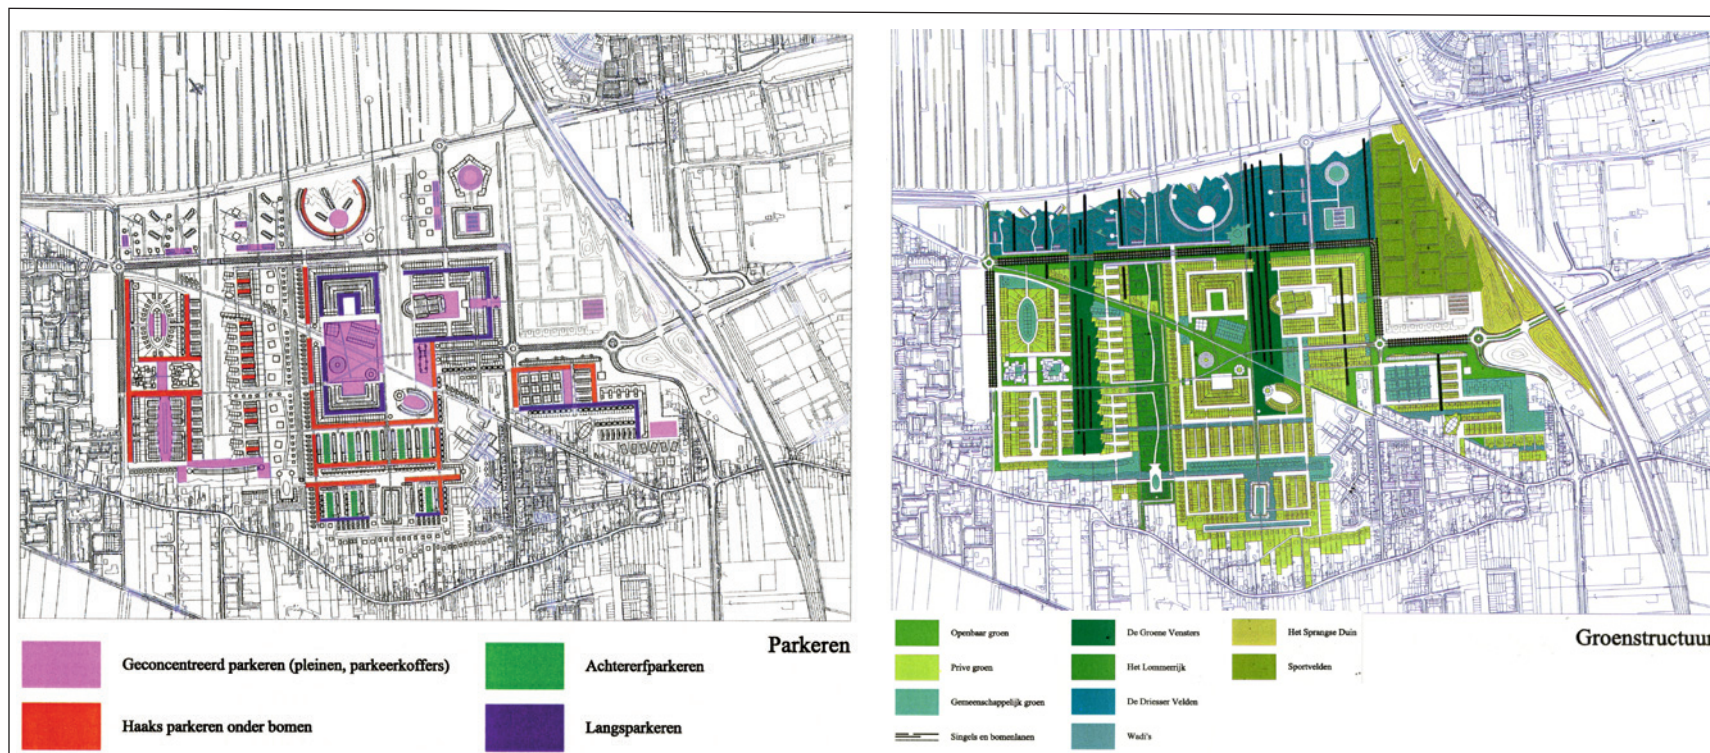 Parkeren
Geconcentreerd parkeren (pleinen, parkeerkoffers)
Haaks parkeren onder bomen
Achtererfparkeren
Langsparkeren
Groenstructuur
Openbaar groen
Prive groen
Gemeenschappelijk groen
Singels en bomenlanen
De Groene Vensters
Het Lommerrijk
De Driesser Velden
Wadi's
Het Sprangse Duin
Sportvelden